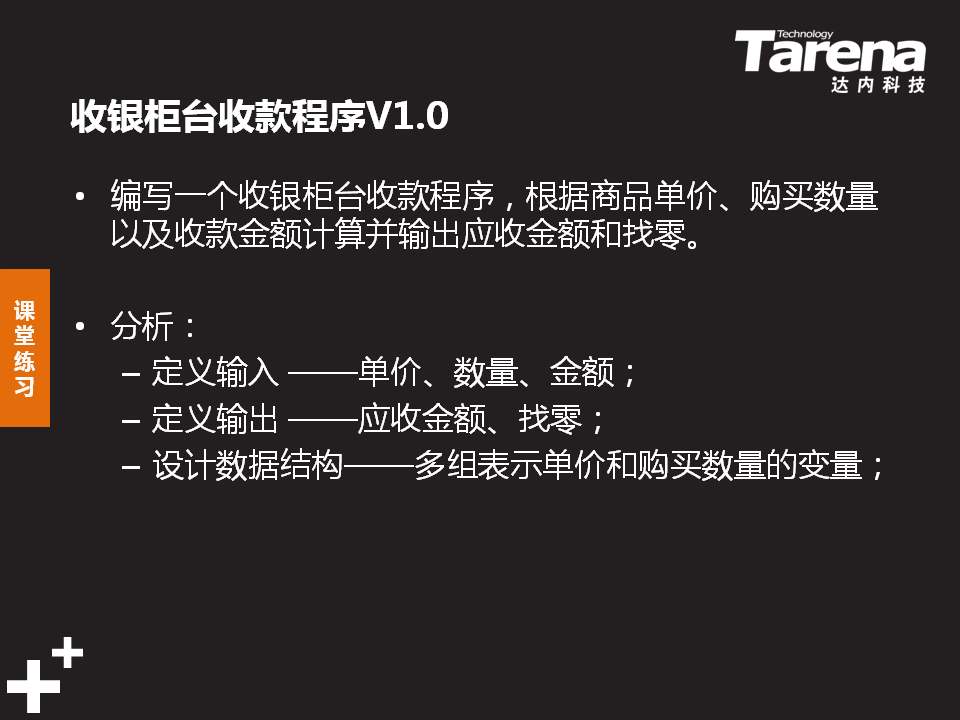 Technology
Tarena
达内科技
收银柜台收款程序V1.0
• 编写一个收银柜台收款程序，根据商品单价、购买数量
以及收款金额计算并输出应收金额和找零。
课堂练习
• 分析：
– 定义输入 ——单价、数量、金额；
– 定义输出 ——应收金额、找零；
– 设计数据结构——多组表示单价和购买数量的变量；